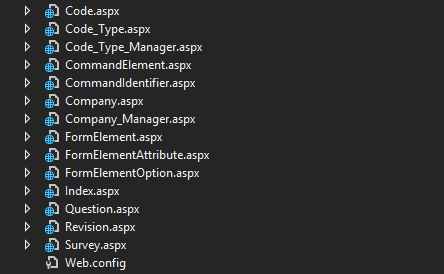 Code.aspx
Code_Type.aspx
Code_Type_Manager.aspx
CommandElement.aspx
CommandIdentifier.aspx
Company.aspx
Company_Manager.aspx
FormElement.aspx
FormElementAttribute.aspx
FormElementOption.aspx
Index.aspx
Question.aspx
Revision.aspx
Survey.aspx
Web.config